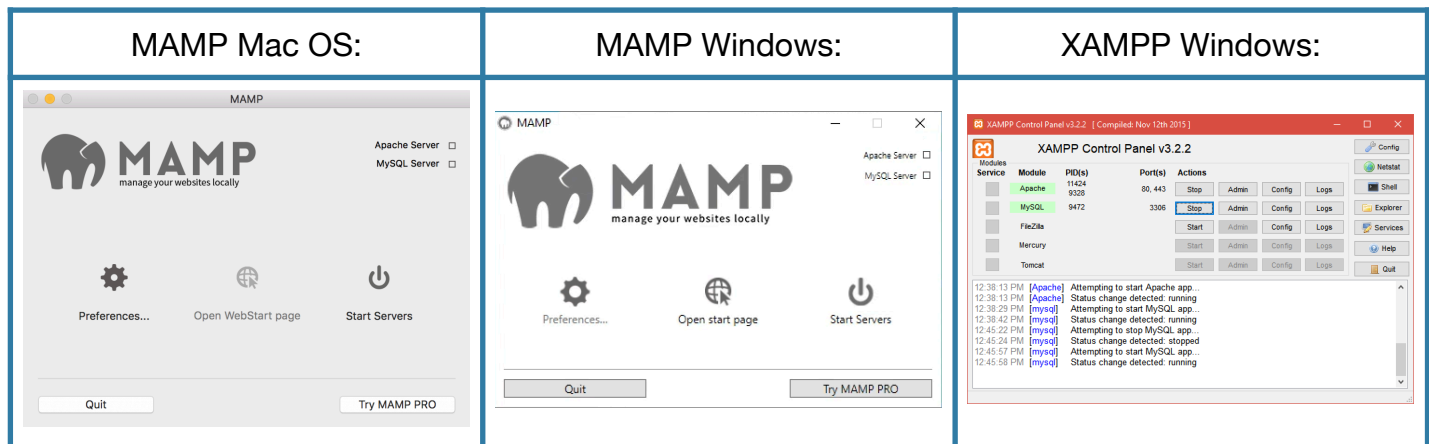 MAMP Mac OS:
MAMP Windows:
XAMPP Windows:
MAMP
MAMP
manage your websites locally
Apache Server
MySQL Server
Preferences...
Open WebStart page
Start Servers
Quit
Try MAMP PRO
MAMP
MAMP
manage your websites locally
Apache Server
MySQL Server
Preferences...
Open start page
Start Servers
Quit
Try MAMP PRO
XAMPP Control Panel v3.2.2 [ Compiled: Nov 12th 2015 ]
XAMPP Control Panel v3.2.2
Modules
Service Module PID(s) Port(s) Actions
Apache 11424 9328 80, 443 Stop Admin Config Logs
MySQL 9472 3306 Stop Admin Config Logs
FileZilla Start Admin Config Logs
Mercury Start Admin Config Logs
Tomcat Start Admin Config Logs
Config
Netstat
Shell
Explorer
Services
Help
Quit
12:38:13 PM [Apache] Attempting to start Apache app...
12:38:13 PM [Apache] Status change detected: running
12:38:29 PM [mysql] Attempting to start MySQL app...
12:38:42 PM [mysql] Status change detected: running
12:45:22 PM [mysql] Attempting to stop MySQL app...
12:45:24 PM [mysql] Status change detected: stopped
12:45:57 PM [mysql] Attempting to start MySQL app...
12:45:58 PM [mysql] Status change detected: running